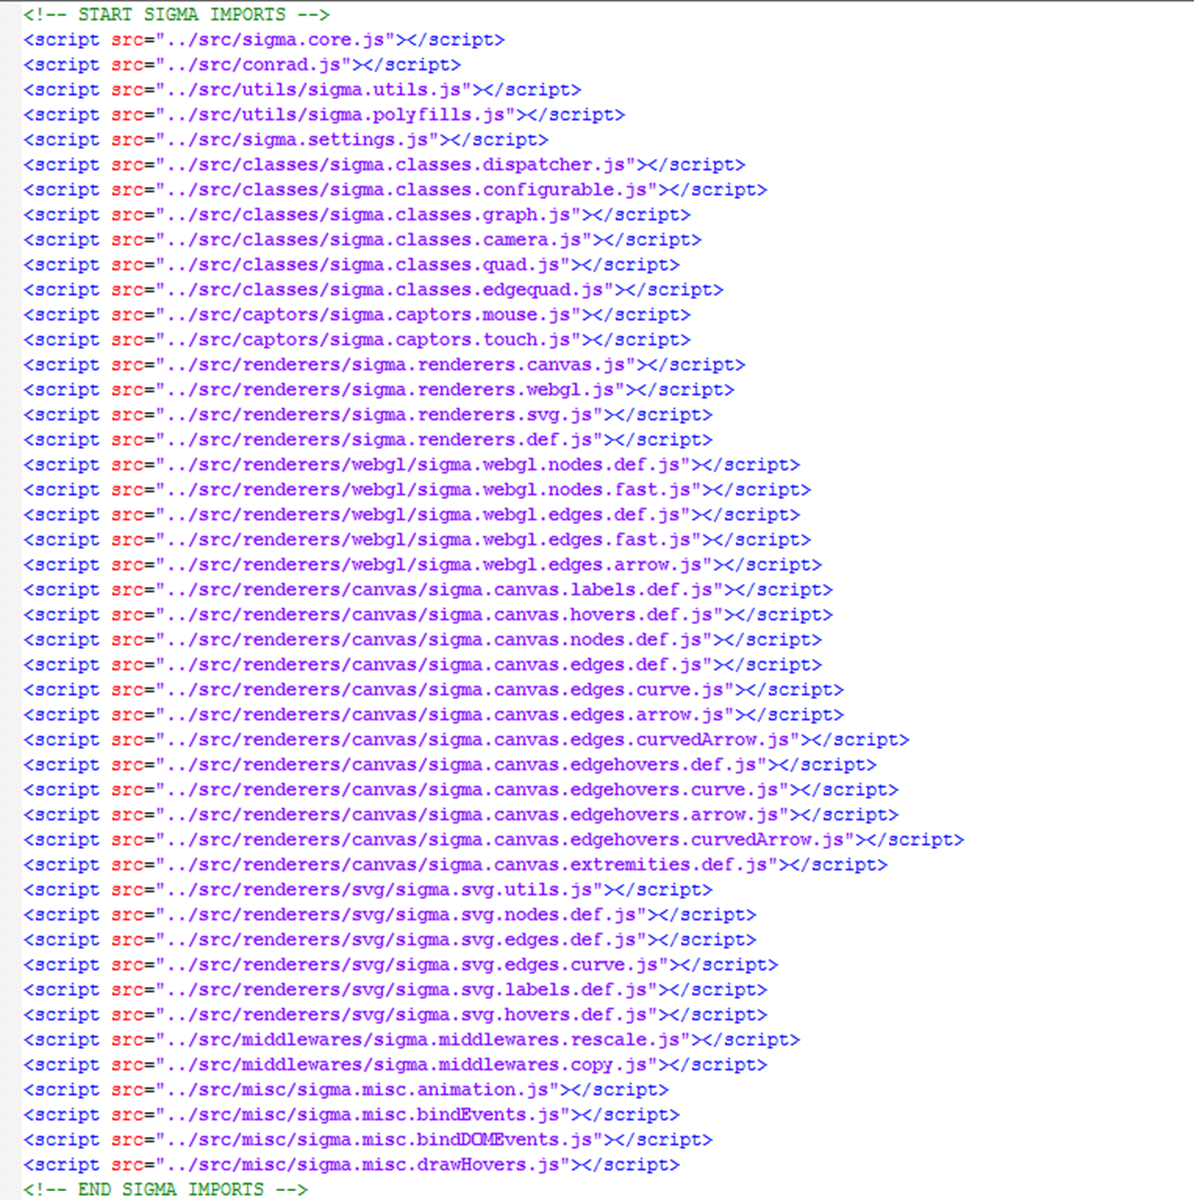 <!-- START SIGMA IMPORTS -->
<script src="../src/sigma.core.js"></script>
<script src="../src/conrad.js"></script>
<script src="../src/utils/sigma.utils.js"></script>
<script src="../src/utils/sigma.polyfills.js"></script>
<script src="../src/sigma.settings.js"></script>
<script src="../src/classes/sigma.classes.dispatcher.js"></script>
<script src="../src/classes/sigma.classes.configurable.js"></script>
<script src="../src/classes/sigma.classes.graph.js"></script>
<script src="../src/classes/sigma.classes.camera.js"></script>
<script src="../src/classes/sigma.classes.quad.js"></script>
<script src="../src/classes/sigma.classes.edgequad.js"></script>
<script src="../src/captors/sigma.captors.mouse.js"></script>
<script src="../src/captors/sigma.captors.touch.js"></script>
<script src="../src/renderers/sigma.renderers.canvas.js"></script>
<script src="../src/renderers/sigma.renderers.webgl.js"></script>
<script src="../src/renderers/sigma.renderers.svg.js"></script>
<script src="../src/renderers/sigma.renderers.def.js"></script>
<script src="../src/renderers/webgl/sigma.webgl.nodes.def.js"></script>
<script src="../src/renderers/webgl/sigma.webgl.nodes.fast.js"></script>
<script src="../src/renderers/webgl/sigma.webgl.edges.def.js"></script>
<script src="../src/renderers/webgl/sigma.webgl.edges.fast.js"></script>
<script src="../src/renderers/webgl/sigma.webgl.edges.arrow.js"></script>
<script src="../src/renderers/canvas/sigma.canvas.labels.def.js"></script>
<script src="../src/renderers/canvas/sigma.canvas.hovers.def.js"></script>
<script src="../src/renderers/canvas/sigma.canvas.nodes.def.js"></script>
<script src="../src/renderers/canvas/sigma.canvas.edges.def.js"></script>
<script src="../src/renderers/canvas/sigma.canvas.edges.curve.js"></script>
<script src="../src/renderers/canvas/sigma.canvas.edges.arrow.js"></script>
<script src="../src/renderers/canvas/sigma.canvas.edges.curvedArrow.js"></script>
<script src="../src/renderers/canvas/sigma.canvas.edgehovers.def.js"></script>
<script src="../src/renderers/canvas/sigma.canvas.edgehovers.curve.js"></script>
<script src="../src/renderers/canvas/sigma.canvas.edgehovers.arrow.js"></script>
<script src="../src/renderers/canvas/sigma.canvas.edgehovers.curvedArrow.js"></script>
<script src="../src/renderers/canvas/sigma.canvas.extremities.def.js"></script>
<script src="../src/renderers/svg/sigma.svg.utils.js"></script>
<script src="../src/renderers/svg/sigma.svg.nodes.def.js"></script>
<script src="../src/renderers/svg/sigma.svg.edges.def.js"></script>
<script src="../src/renderers/svg/sigma.svg.edges.curve.js"></script>
<script src="../src/renderers/svg/sigma.svg.labels.def.js"></script>
<script src="../src/renderers/svg/sigma.svg.hovers.def.js"></script>
<script src="../src/middlewares/sigma.middlewares.rescale.js"></script>
<script src="../src/middlewares/sigma.middlewares.copy.js"></script>
<script src="../src/misc/sigma.misc.animation.js"></script>
<script src="../src/misc/sigma.misc.bindEvents.js"></script>
<script src="../src/misc/sigma.misc.bindDOMEvents.js"></script>
<script src="../src/misc/sigma.misc.drawHovers.js"></script>
<!-- END SIGMA IMPORTS -->